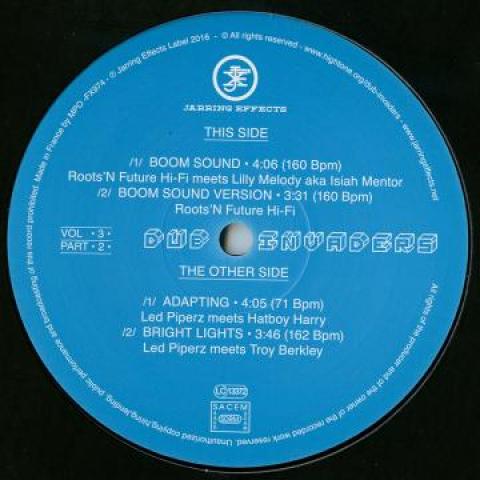 Made in France by MPO - FX974 - ℗ Jarring Effects Label 2016 - © All rights reserved - www.hightone.org/dub-invaders - www.jarringeffects.net
JARRING EFFECTS
THIS SIDE
/1/ BOOM SOUND • 4:06 (160 Bpm)
Roots'N Future Hi-Fi meets Lilly Melody aka Isiah Mentor
/2/ BOOM SOUND VERSION • 3:31 (160 Bpm)
Roots'N Future Hi-Fi
VOL • 3 •
PART • 2 •
DUB INVADERS
THE OTHER SIDE
/1/ ADAPTING • 4:05 (71 Bpm)
Led Piperz meets Hatboy Harry
/2/ BRIGHT LIGHTS • 3:46 (162 Bpm)
Led Piperz meets Troy Berkley
LC 13372
SACEM
All rights of the producer and of the owner of the recorded work reserved. Unauthorized copying, hiring, lending, public performance and broadcasting of this record prohibited.